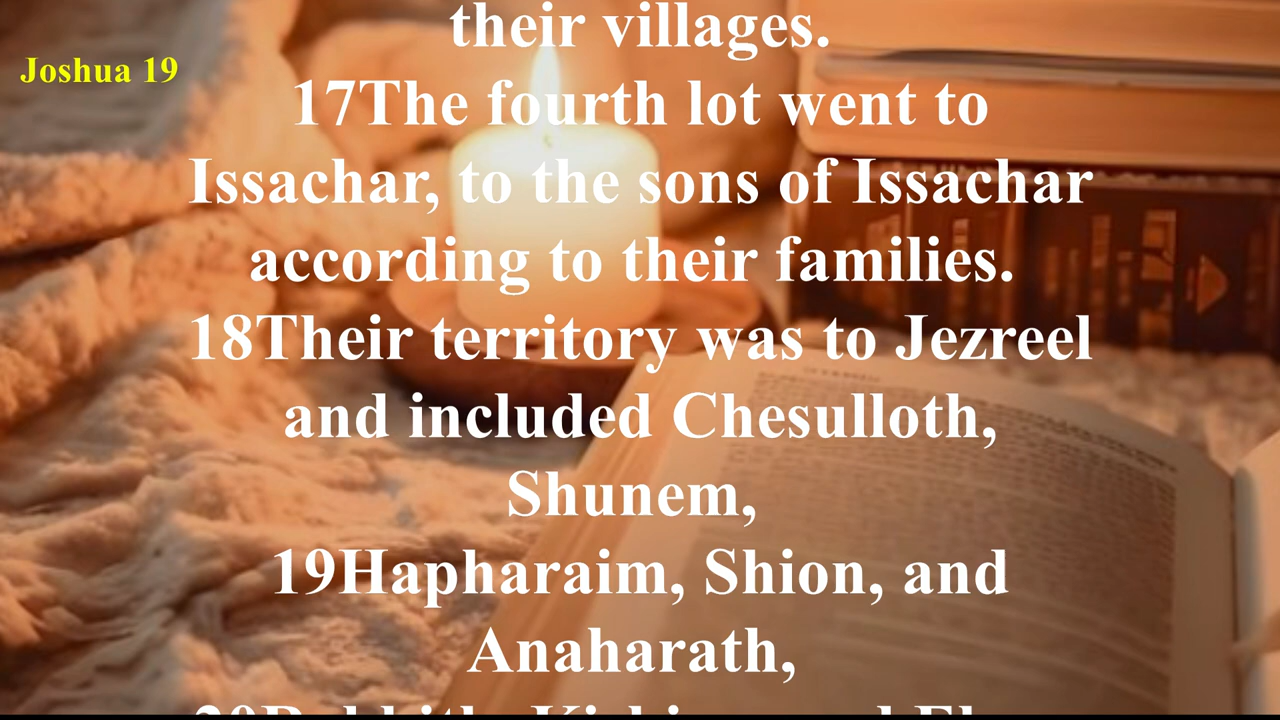 their villages.
Joshua 19
17The fourth lot went to
Issachar, to the sons of Issachar
according to their families.
18Their territory was to Jezreel
and included Chesulloth,
Shunem,
19Hapharaim, Shion, and
Anaharath,